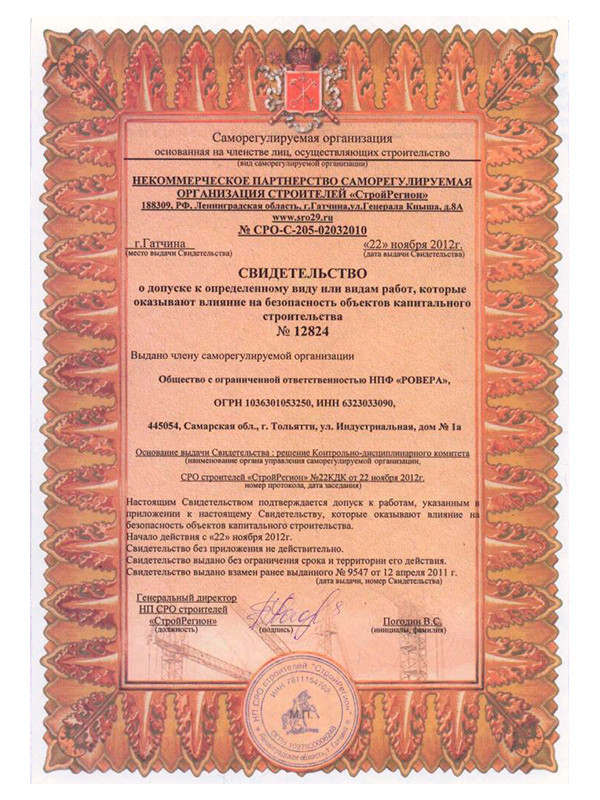 Саморегулируемая организация
основанная на членстве лиц, осуществляющих строительство
(вид саморегулируемой организации)
НЕКОММЕРЧЕСКОЕ ПАРТНЕРСТВО САМОРЕГУЛИРУЕМАЯ
ОРГАНИЗАЦИЯ СТРОИТЕЛЕЙ «СтройРегион»
188309, РФ, Ленинградская область, г.Гатчина,ул.Генерала Кныша, д.8А
www.sro29.ru
№ СРО-С-205-02032010
г.Гатчина «22» ноября 2012г.
(место выдачи Свидетельства) (дата выдачи Свидетельства)
СВИДЕТЕЛЬСТВО
о допуске к определенному виду или видам работ, которые
оказывают влияние на безопасность объектов капитального
строительства
№ 12824
Выдано члену саморегулируемой организации
Общество с ограниченной ответственностью НПФ «РОВЕРА»,
ОГРН 1036301053250, ИНН 6323033090,
445054, Самарская обл., г. Тольятти, ул. Индустриальная, дом № 1а
Основание выдачи Свидетельства : решение Контрольно-дисциплинарного комитета
(наименование органа управления саморегулируемой организации,
СРО строителей «СтройРегион» №22КДК от 22 ноября 2012г.
номер протокола, дата заседания)
Настоящим Свидетельством подтверждается допуск к работам, указанным в
приложении к настоящему Свидетельству, которые оказывают влияние на
безопасность объектов капитального строительства.
Начало действия с «22» ноября 2012г.
Свидетельство без приложения не действительно.
Свидетельство выдано без ограничения срока и территории его действия.
Свидетельство выдано взамен ранее выданного № 9547 от 12 апреля 2011 г.
(дата выдачи, номер Свидетельства)
Генеральный директор
НП СРО строителей
«СтройРегион» Погодин В.С.
(должность) (подпись) (инициалы, фамилия)
НП СРО строителей "СтройРегион"
М.П.